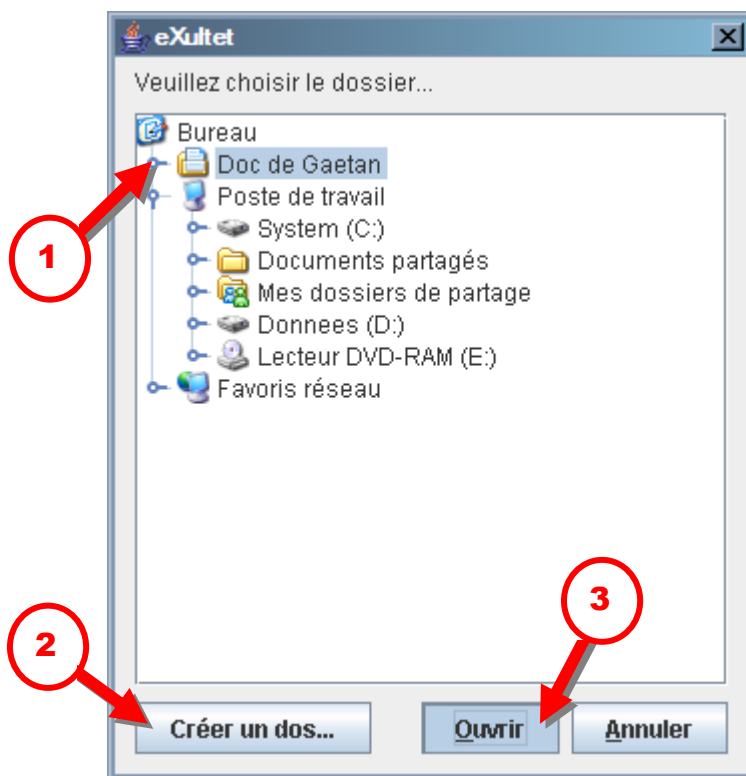 eXultet
Veuillez choisir le dossier...
Bureau
Doc de Gaetan
Poste de travail
1
System (C:)
Documents partagés
Mes dossiers de partage
Donnees (D:)
Lecteur DVD-RAM (E:)
Favoris réseau
3
2
Créer un dos... Ouvrir Annuler